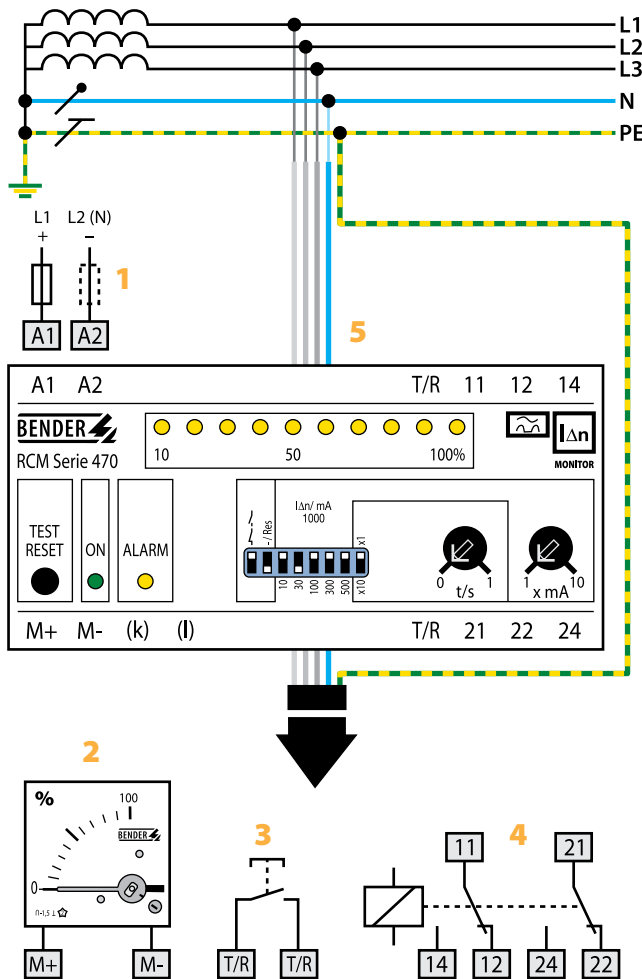 L1
L2
L3
N
PE
L1 L2 (N)
+ –
1
A1 A2
5
A1 A2 T/R 11 12 14
BENDER
10 50 100%
RCM Serie 470
I∆n
MONITOR
TEST
RESET
ON
ALARM
- / Res
I∆n/ mA
1000
10
30
100
300
500
x10
x1
0 1
t/s
1 10
x mA
M+ M- (k) (l) T/R 21 22 24
2
%
100
BENDER
0
3
T/R T/R
M+ M-
4
11 21
14 12 24 22